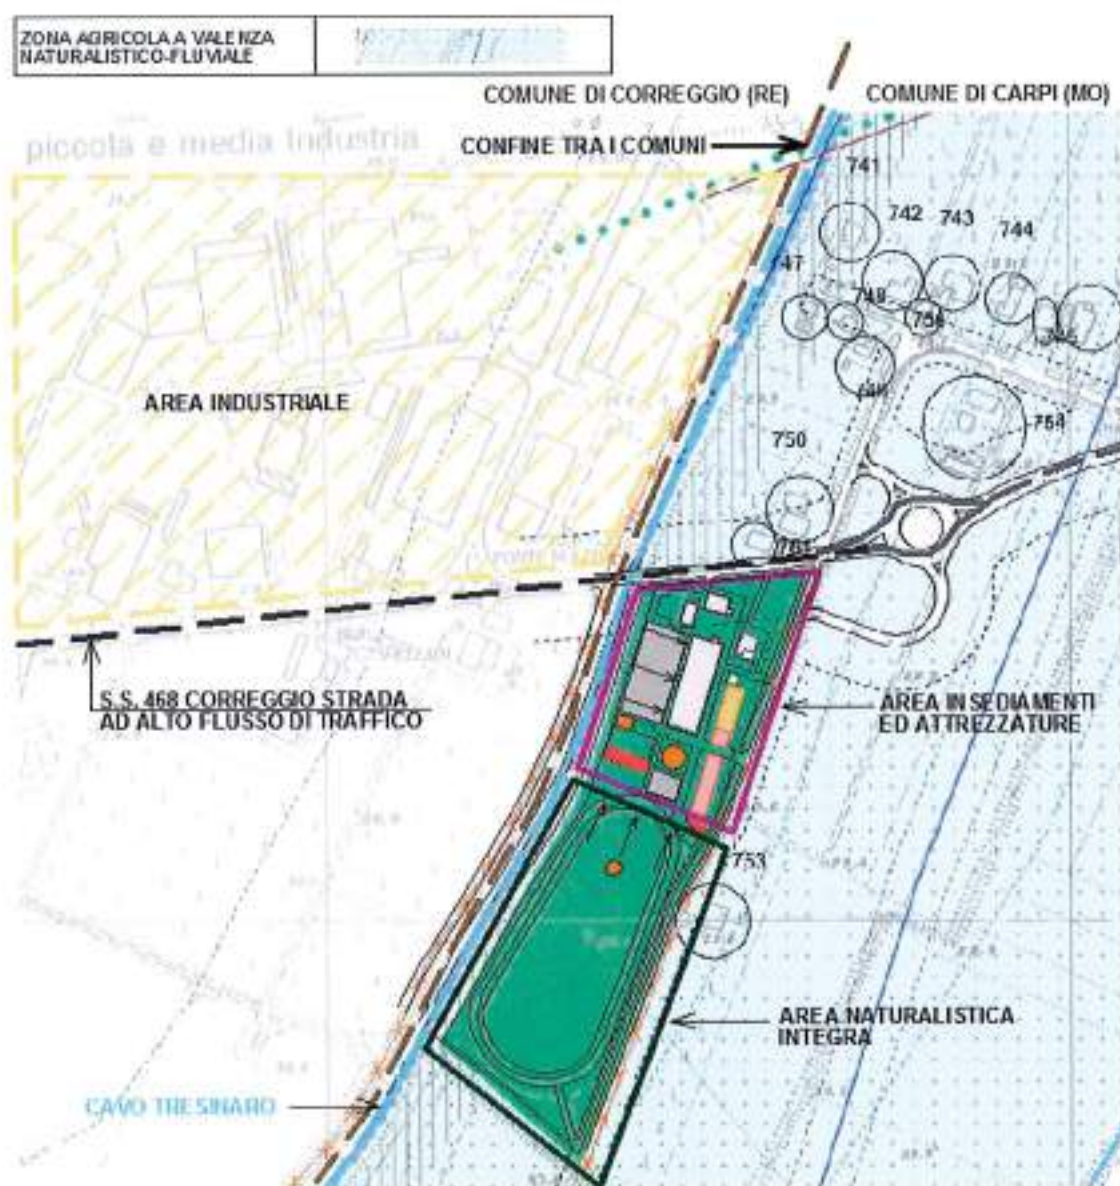 ZONA AGRICOLA A VALENZA
NATURALISTICO-FLUVIALE
COMUNE DI CORREGGIO (RE)
COMUNE DI CARPI (MO)
piccola e media Industria
CONFINE TRA I COMUNI
741
742
743
744
747
750
754
AREA INDUSTRIALE
S.S. 468 CORREGGIO STRADA
AD ALTO FLUSSO DI TRAFFICO
AREA INSEDIAMENTI
ED ATTREZZATURE
753
AREA NATURALISTICA
INTEGRA
CAVO TRESINARO